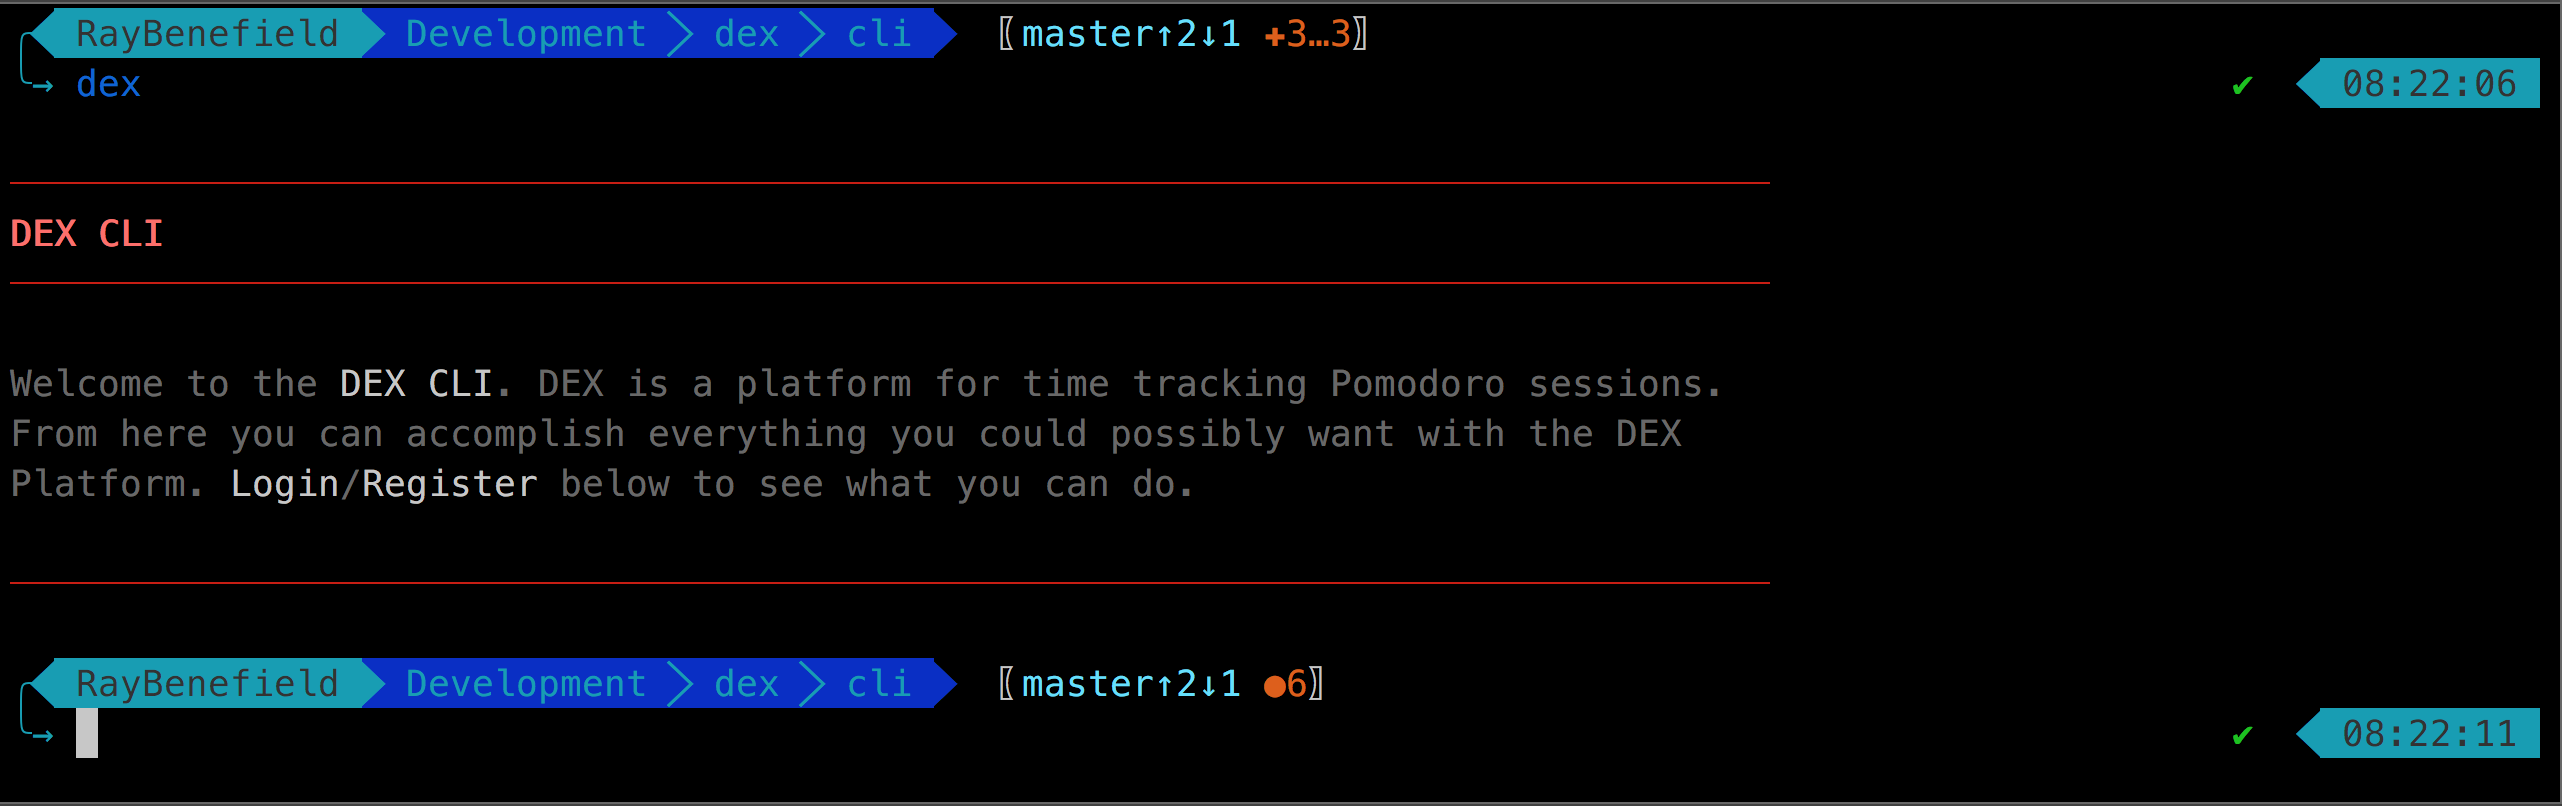 RayBenefield Development dex cli 〖master↑2↓1 ✚3…3〗
→ dex ✔ 08:22:06
DEX CLI
Welcome to the DEX CLI. DEX is a platform for time tracking Pomodoro sessions.
From here you can accomplish everything you could possibly want with the DEX
Platform. Login/Register below to see what you can do.
RayBenefield Development dex cli 〖master↑2↓1 ●6〗
→ ✔ 08:22:11